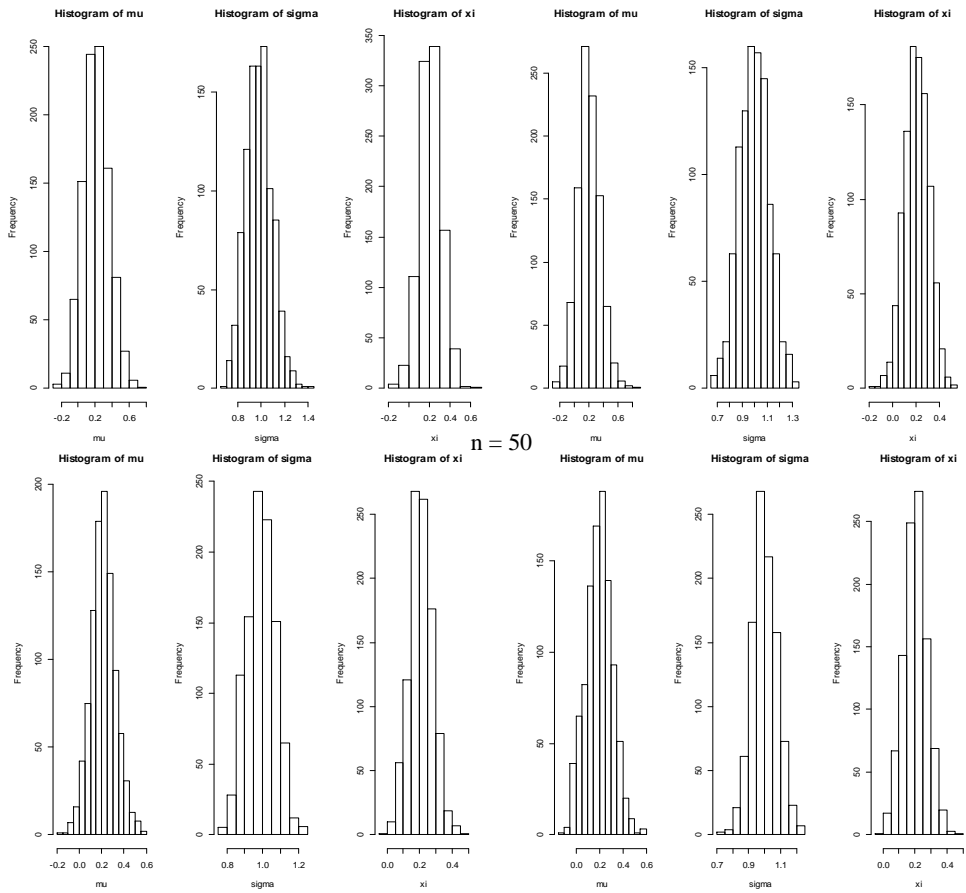 Histogram of mu
Frequency
0 50 100 150 200 250
-0.2 0.2 0.6
mu
Histogram of sigma
Frequency
0 50 100 150
0.8 1.0 1.2 1.4
sigma
Histogram of xi
Frequency
0 50 100 150 200 250 300 350
-0.2 0.2 0.4 0.6
xi
Histogram of mu
Frequency
0 50 100 150 200 250
-0.2 0.2 0.6
mu
Histogram of sigma
Frequency
0 50 100 150
0.7 0.9 1.1 1.3
sigma
Histogram of xi
Frequency
0 50 100 150
-0.2 0.0 0.2 0.4
xi
n = 50
Histogram of mu
Frequency
0 50 100 150 200
-0.2 0.0 0.2 0.4 0.6
mu
Histogram of sigma
Frequency
0 50 100 150 200 250
0.8 1.0 1.2
sigma
Histogram of xi
Frequency
0 50 100 150 200 250
0.0 0.2 0.4
xi
Histogram of mu
Frequency
0 50 100 150
0.0 0.2 0.4 0.6
mu
Histogram of sigma
Frequency
0 50 100 150 200 250
0.7 0.9 1.1
sigma
Histogram of xi
Frequency
0 50 100 150 200 250
0.0 0.2 0.4
xi